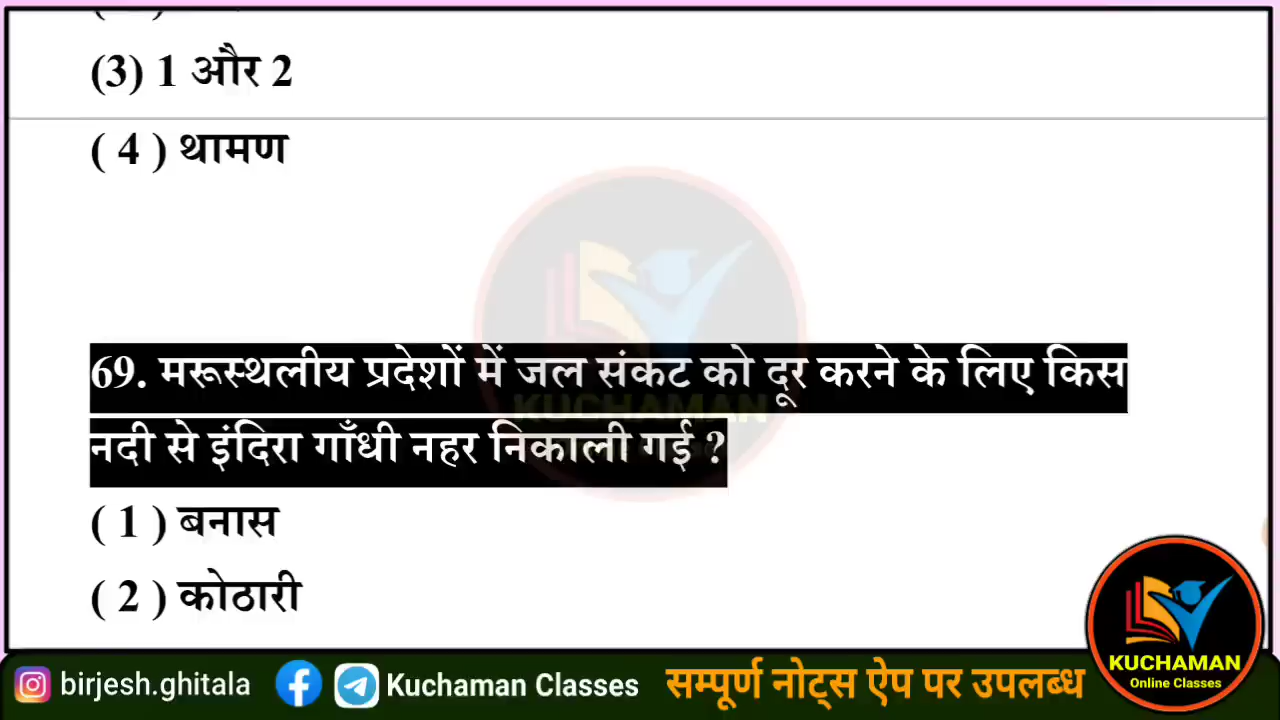 (3) 1 और 2
( 4 ) थामण
69. मरूस्थलीय प्रदेशों में जल संकट को दूर करने के लिए किस
नदी से इंदिरा गाँधी नहर निकाली गई ?
( 1 ) बनास
( 2 ) कोठारी
KUCHAMAN
KUCHAMAN
Online Classes
birjesh.ghitala
Kuchaman Classes
सम्पूर्ण नोट्स ऐप पर उपलब्ध